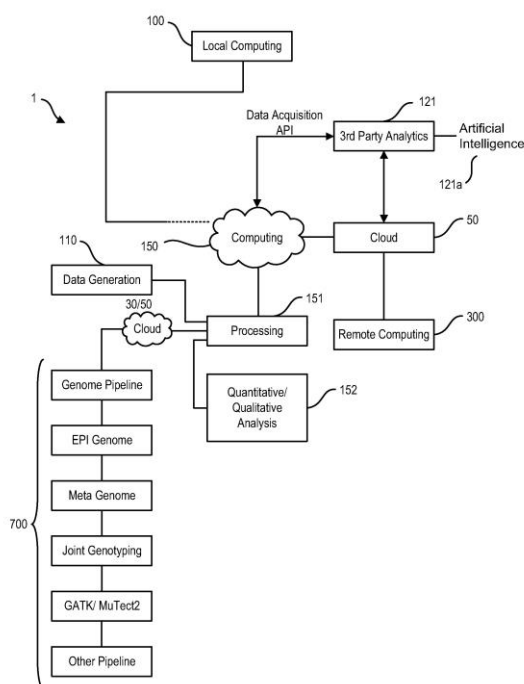 100
Local Computing
1
121
Data Acquisition
API
3rd Party Analytics
Artificial
Intelligence
121a
50
110
150
Computing
Cloud
Data Generation
151
30/50
Cloud
Processing
Remote Computing
300
Genome Pipeline
Quantitative/
Qualitative
Analysis
152
EPI Genome
Meta Genome
700
Joint Genotyping
GATK/ MuTect2
Other Pipeline